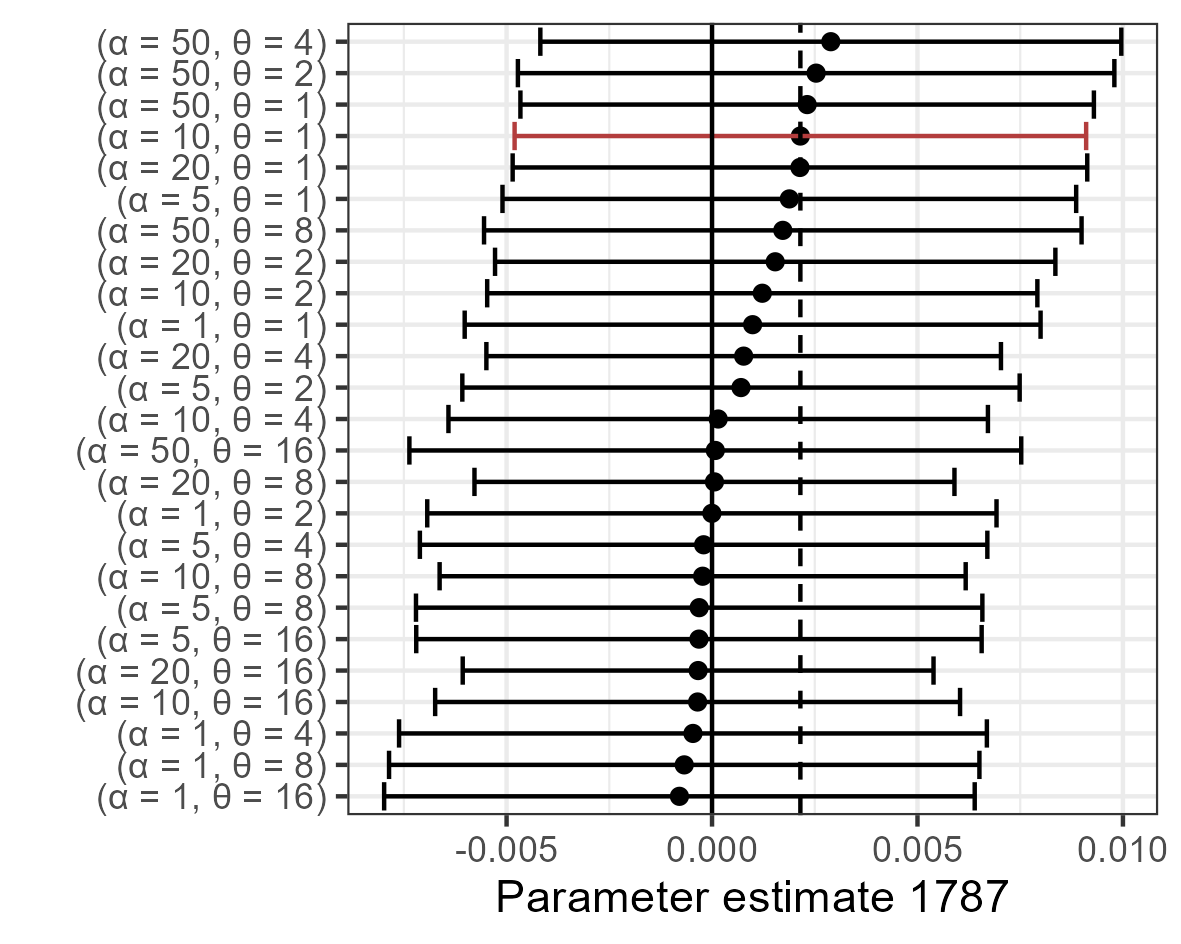 (α = 50, θ = 4)
(α = 50, θ = 2)
(α = 50, θ = 1)
(α = 10, θ = 1)
(α = 20, θ = 1)
(α = 5, θ = 1)
(α = 50, θ = 8)
(α = 20, θ = 2)
(α = 10, θ = 2)
(α = 1, θ = 1)
(α = 20, θ = 4)
(α = 5, θ = 2)
(α = 10, θ = 4)
(α = 50, θ = 16)
(α = 20, θ = 8)
(α = 1, θ = 2)
(α = 5, θ = 4)
(α = 10, θ = 8)
(α = 5, θ = 8)
(α = 5, θ = 16)
(α = 20, θ = 16)
(α = 10, θ = 16)
(α = 1, θ = 4)
(α = 1, θ = 8)
(α = 1, θ = 16)
-0.005 0.000 0.005 0.010
Parameter estimate 1787